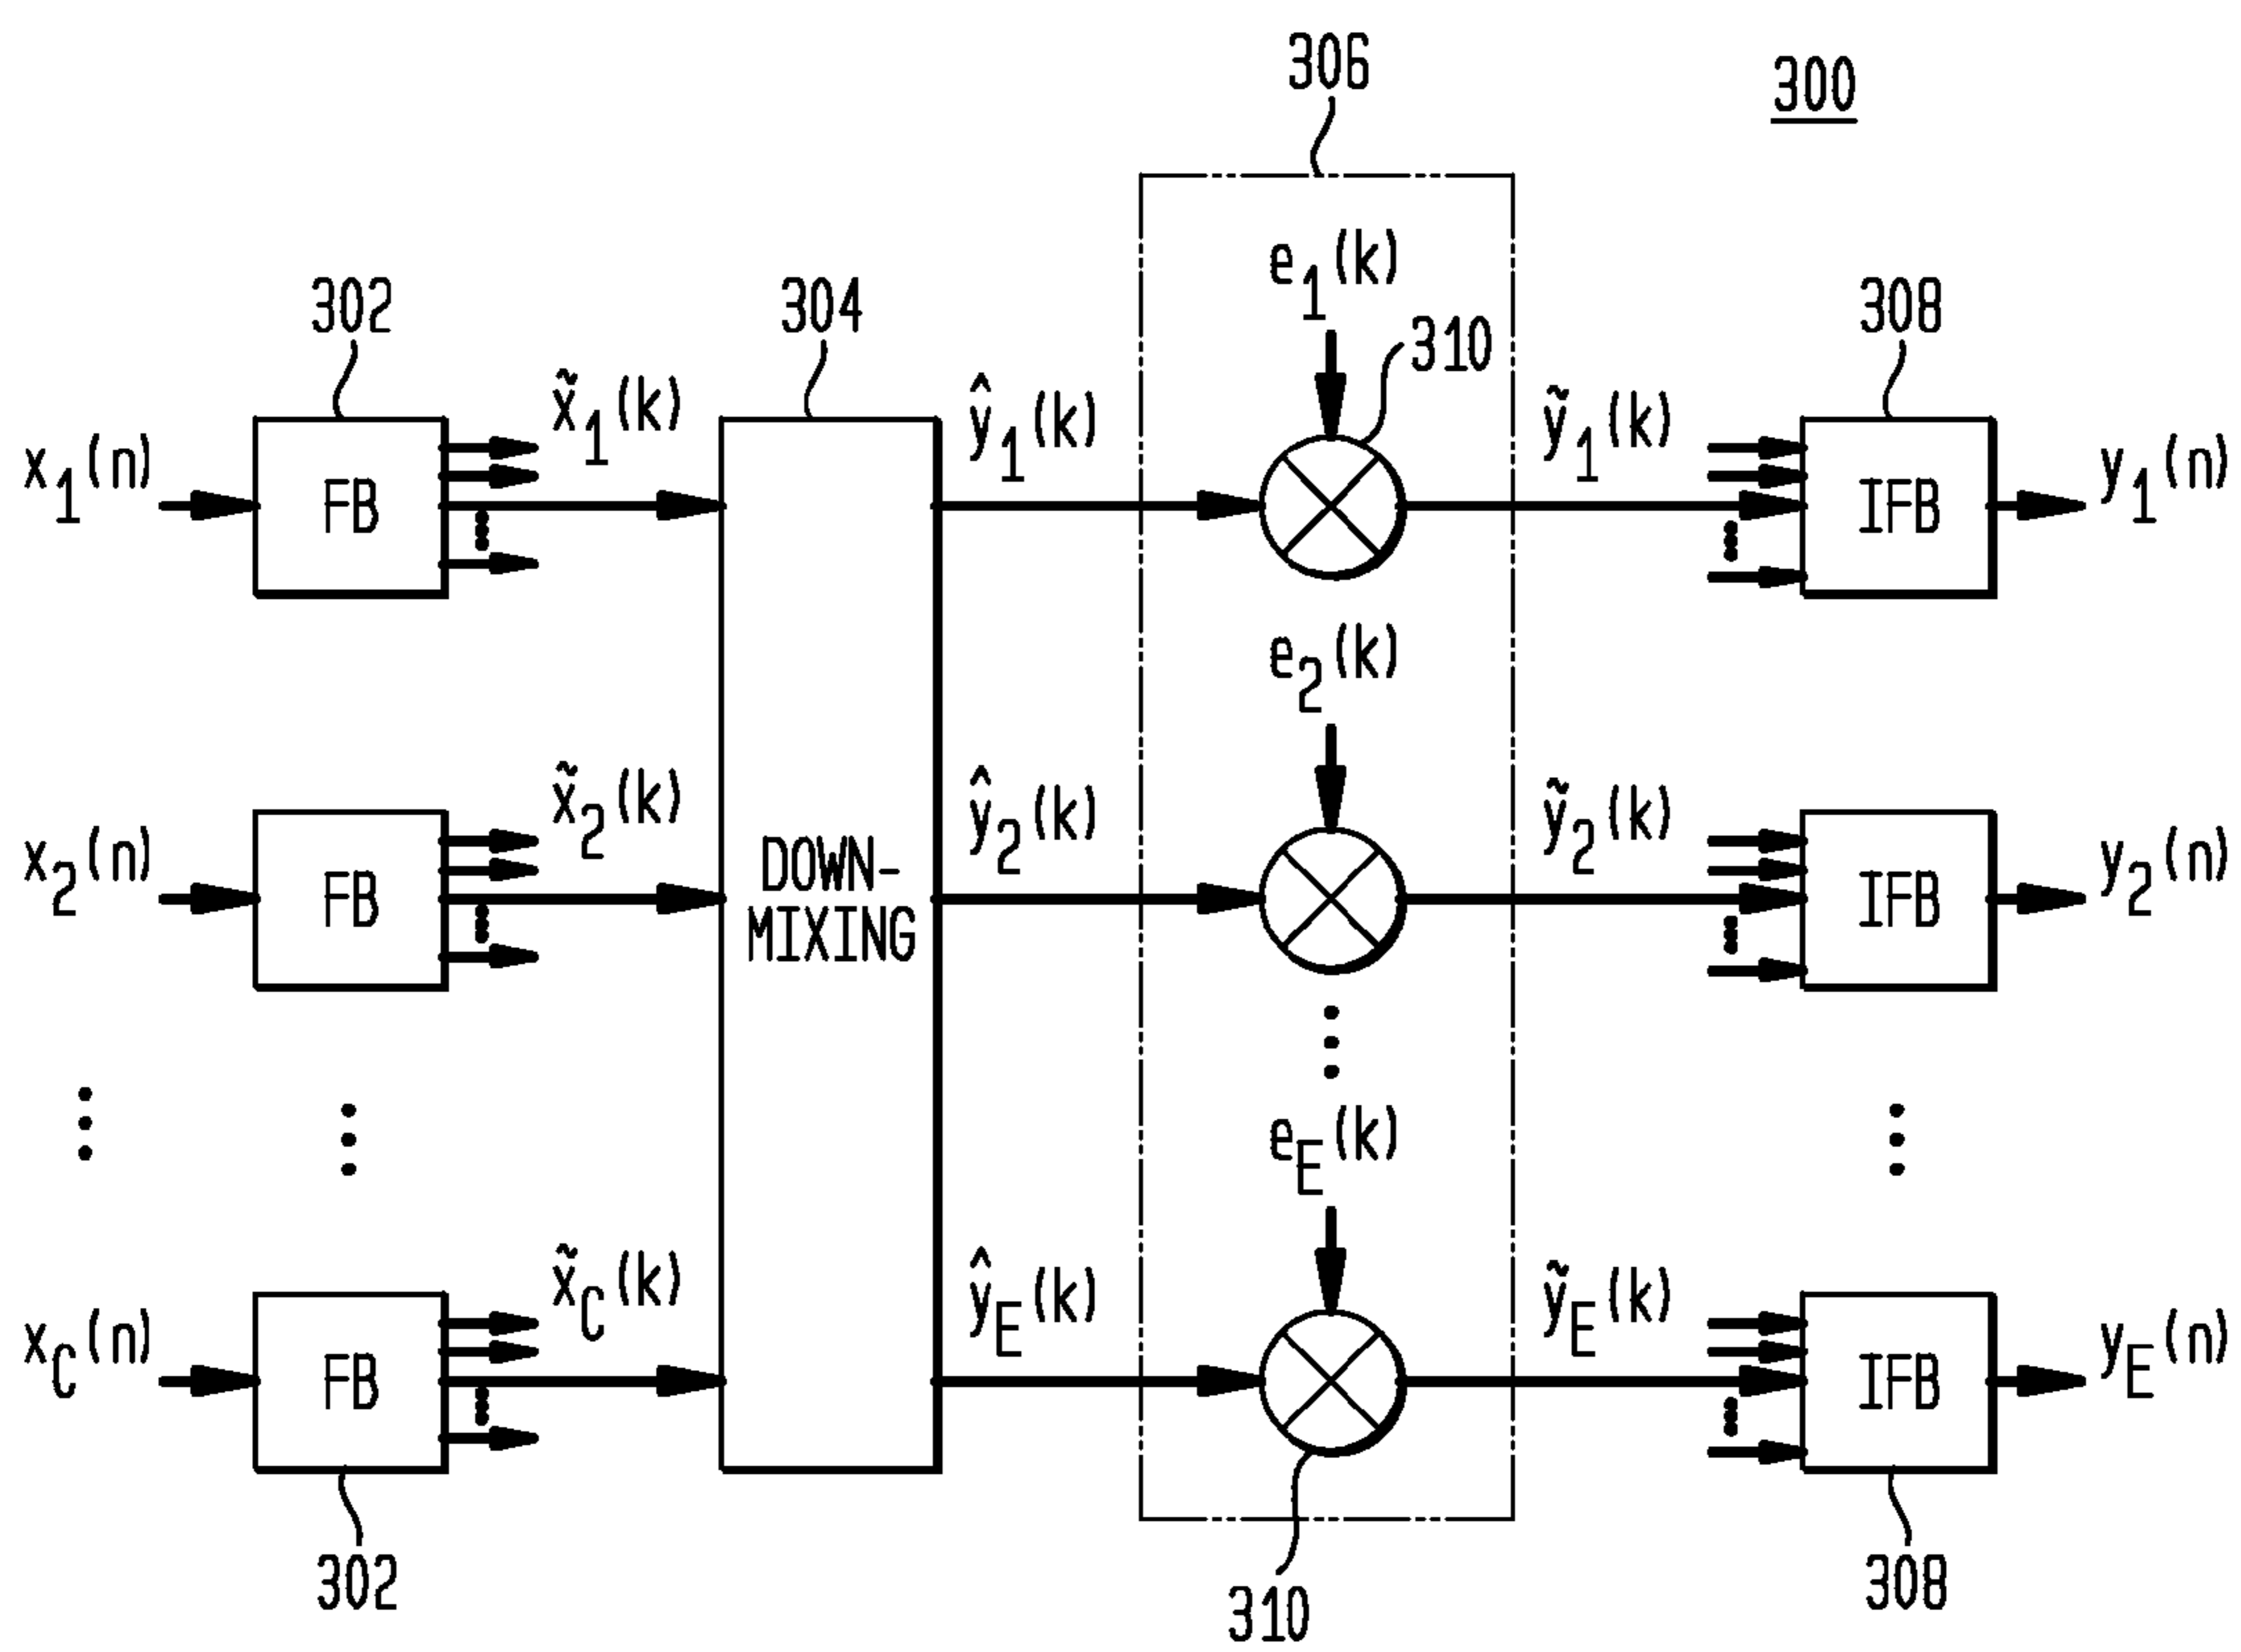 306
300
e1(k)
302
304
310
308
x̃1(k)
ŷ1(k)
ỹ1(k)
x1(n)
FB
IFB
y1(n)
e2(k)
x̃2(k)
ŷ2(k)
ỹ2(k)
x2(n)
FB
DOWN-
MIXING
IFB
y2(n)
eE(k)
x̃C(k)
ŷE(k)
ỹE(k)
xC(n)
FB
IFB
yE(n)
302
310
308